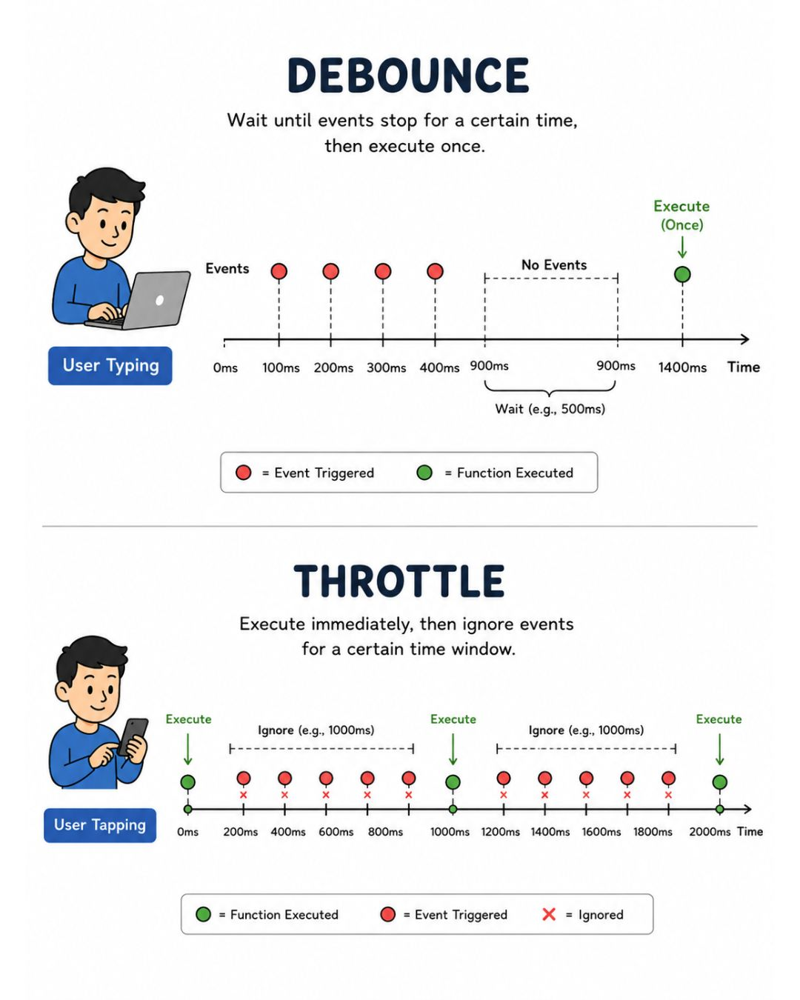 DEBOUNCE
Wait until events stop for a certain time,
then execute once.
Execute
(Once)
Events
No Events
User Typing
0ms 100ms 200ms 300ms 400ms 900ms 900ms 1400ms Time
Wait (e.g., 500ms)
= Event Triggered = Function Executed
THROTTLE
Execute immediately, then ignore events
for a certain time window.
Execute Execute Execute
Ignore (e.g., 1000ms) Ignore (e.g., 1000ms)
User Tapping
0ms 200ms 400ms 600ms 800ms 1000ms 1200ms 1400ms 1600ms 1800ms 2000ms Time
= Function Executed = Event Triggered = Ignored